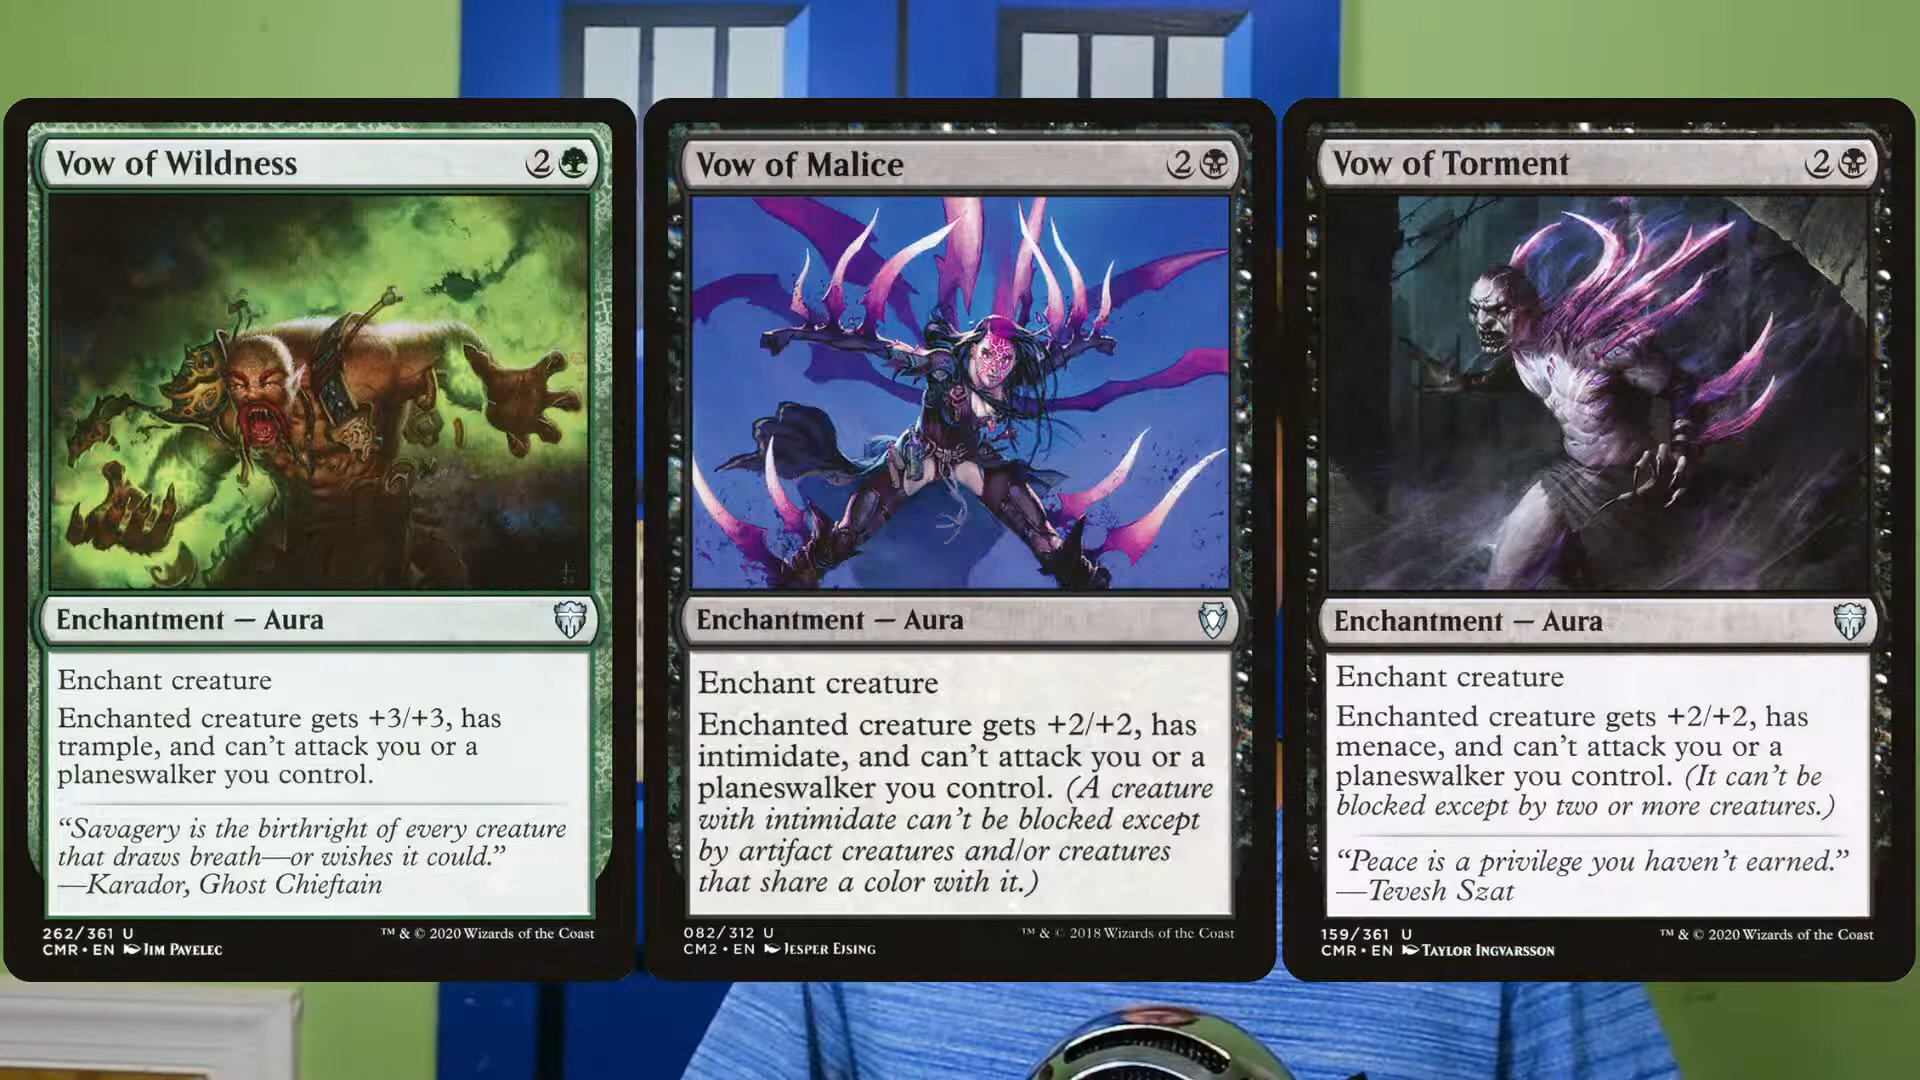 Vow of Wildness 2
Enchantment — Aura
Enchant creature
Enchanted creature gets +3/+3, has
trample, and can't attack you or a
planeswalker you control.
“Savagery is the birthright of every creature
that draws breath—or wishes it could.”
—Karador, Ghost Chieftain
262/361 U
CMR • EN Jim Pavelec
™ & © 2020 Wizards of the Coast
Vow of Malice 2
Enchantment — Aura
Enchant creature
Enchanted creature gets +2/+2, has
intimidate, and can't attack you or a
planeswalker you control. (A creature
with intimidate can't be blocked except
by artifact creatures and/or creatures
that share a color with it.)
082/312 U
CM2 • EN Jesper Ejsing
™ & © 2018 Wizards of the Coast
Vow of Torment 2
Enchantment — Aura
Enchant creature
Enchanted creature gets +2/+2, has
menace, and can't attack you or a
planeswalker you control. (It can't be
blocked except by two or more creatures.)
“Peace is a privilege you haven't earned.”
—Tevesh Szat
159/361 U
CMR • EN Taylor Ingvarsson
™ & © 2020 Wizards of the Coast